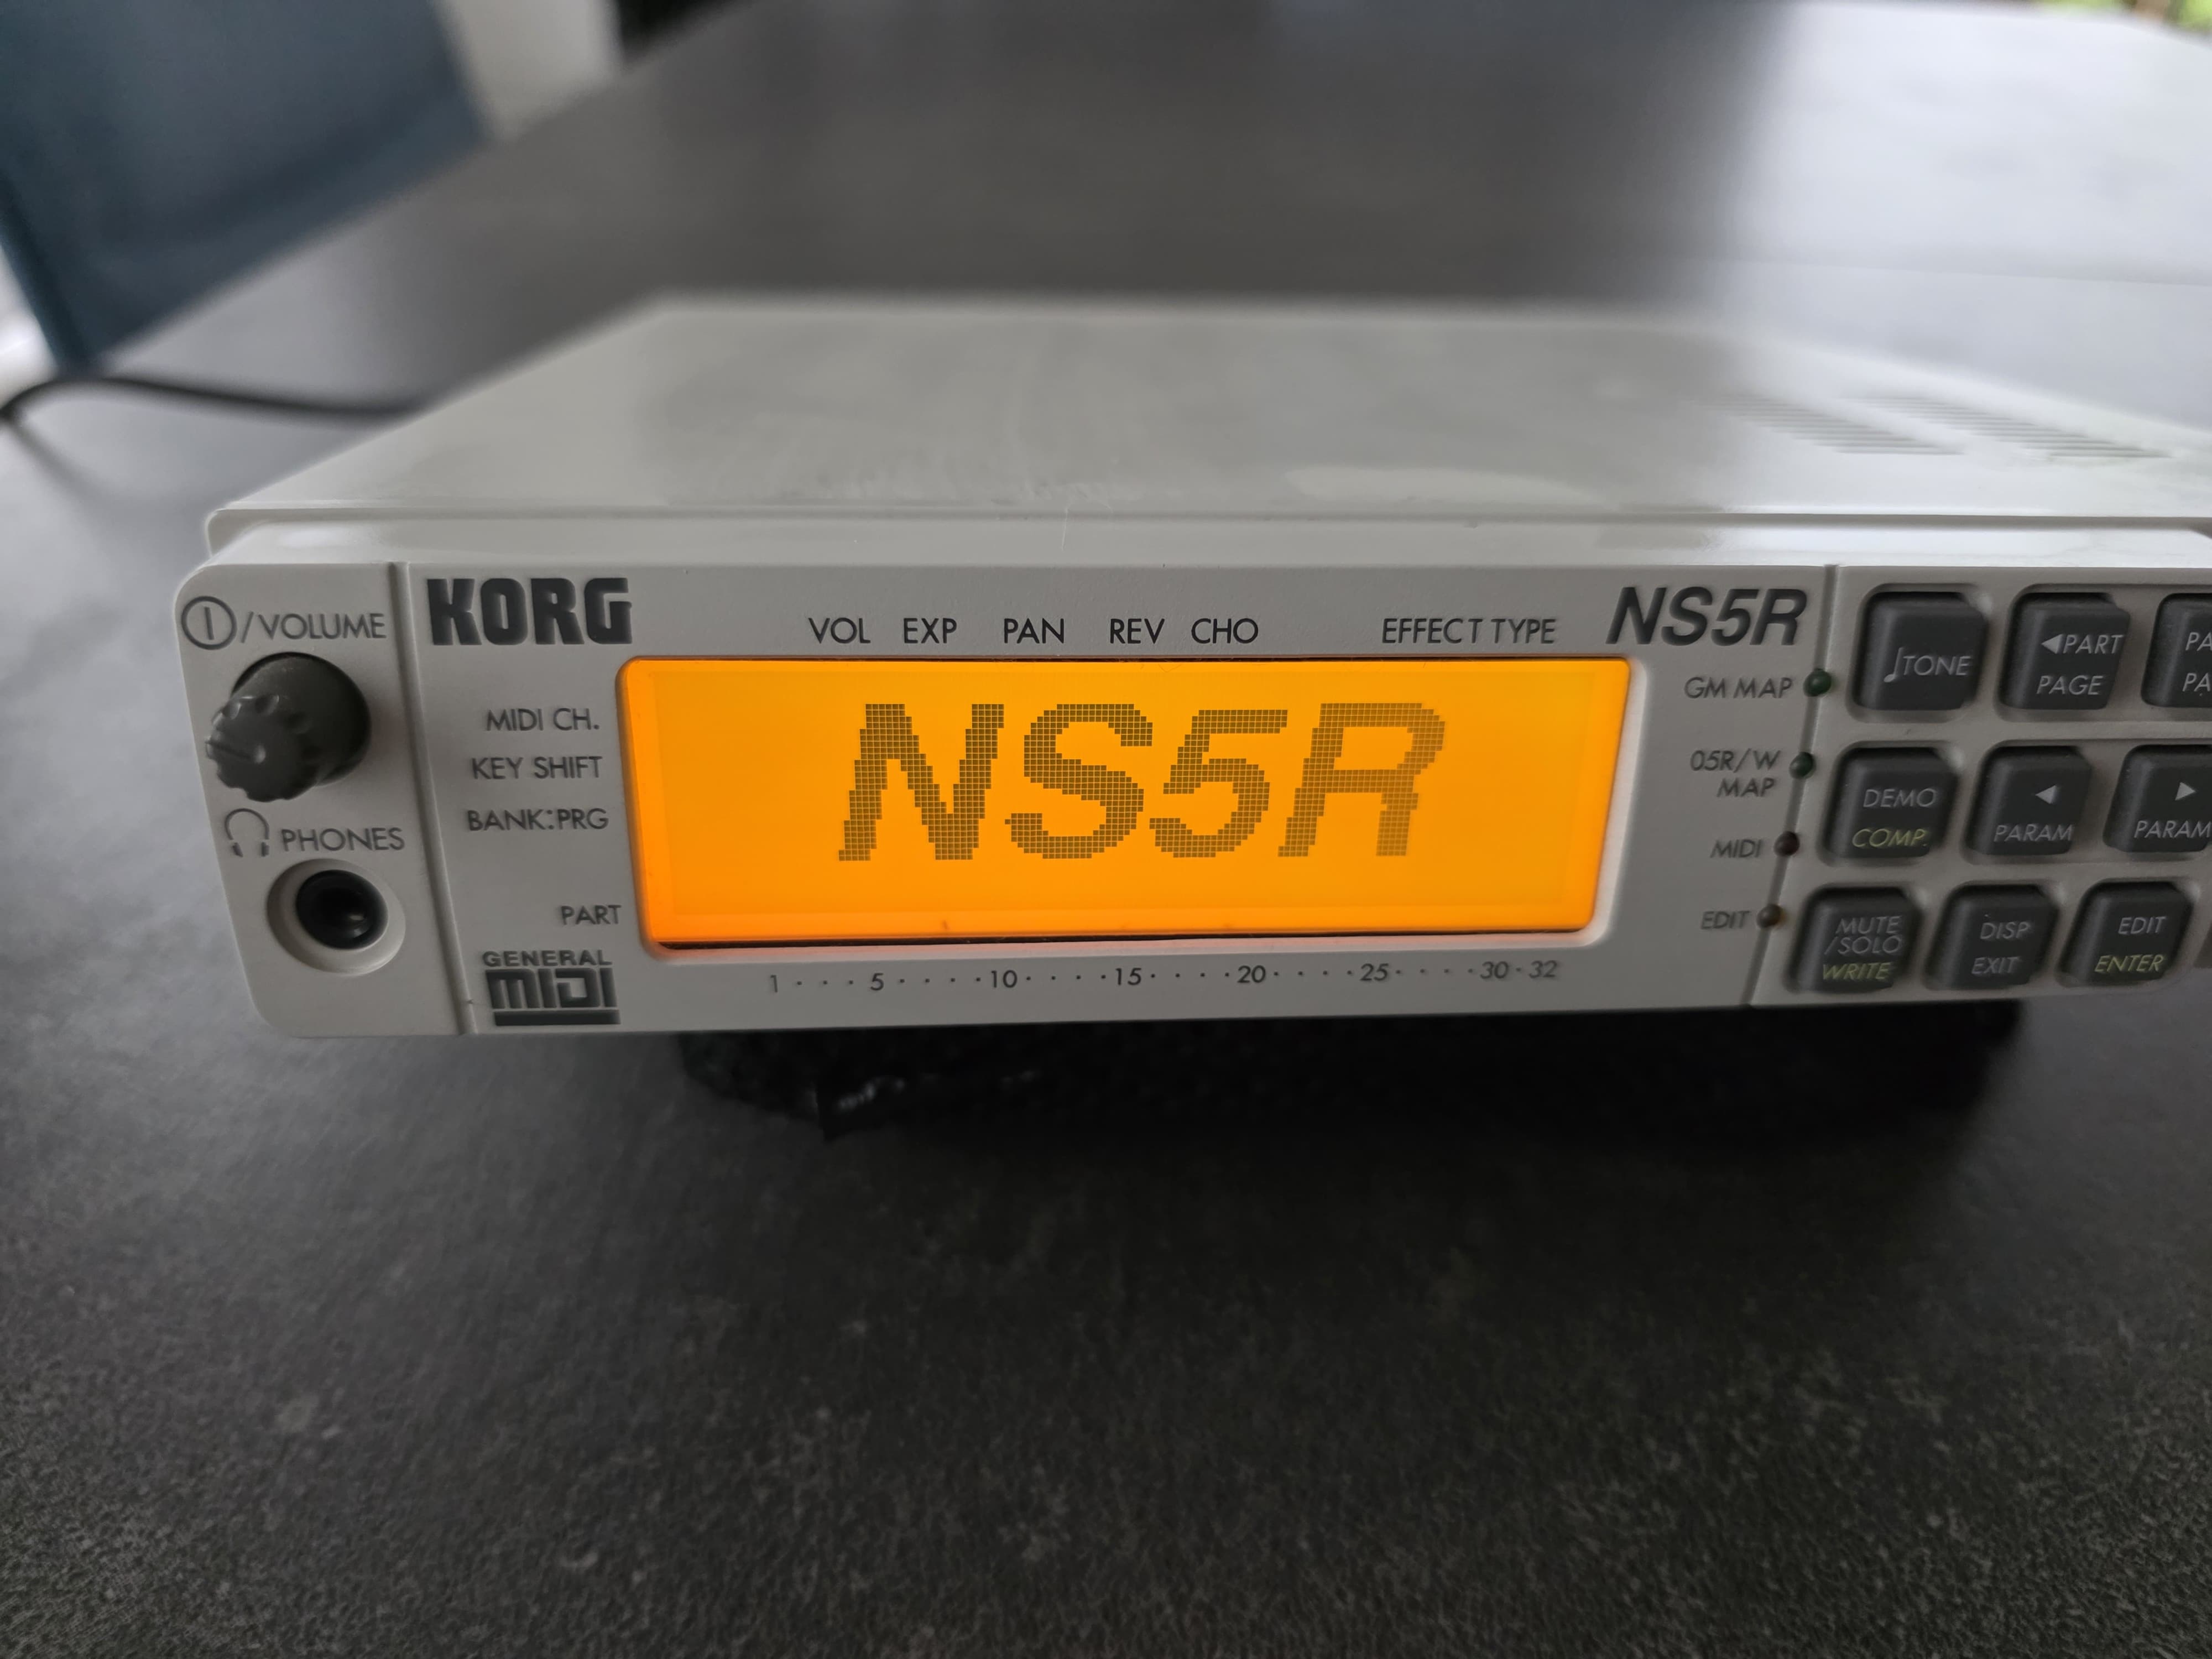 KORG
VOL EXP PAN REV CHO EFFECT TYPE
NS5R
/VOLUME
MIDI CH.
KEY SHIFT
BANK:PRG
PART
PHONES
GENERAL
MIDI
NS5R
1 · · · 5 · · · · 10 · · · · 15 · · · · 20 · · · · 25 · · · · 30 · 32
GM MAP
05R/W
MAP
MIDI
EDIT
♩TONE
◀PART
PAGE
PA
PA
DEMO
COMP.
◀
PARAM
▶
PARAM
MUTE
/SOLO
WRITE
DISP
EXIT
EDIT
ENTER